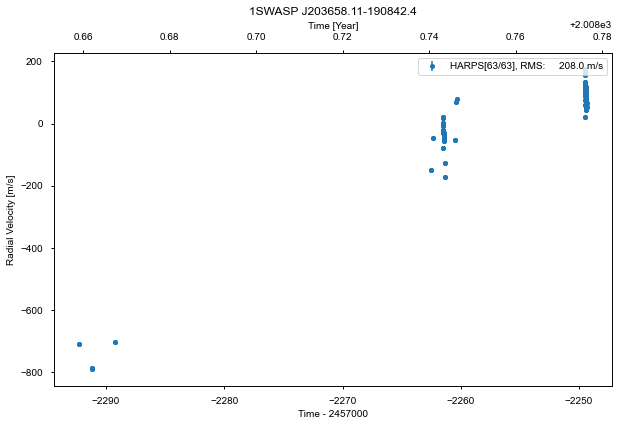 1SWASP J203658.11-190842.4
Time [Year]
+2.008e3
0.66 0.68 0.70 0.72 0.74 0.76 0.78
HARPS[63/63], RMS: 208.0 m/s
200
0
−200
−400
−600
−800
Radial Velocity [m/s]
−2290 −2280 −2270 −2260 −2250
Time - 2457000